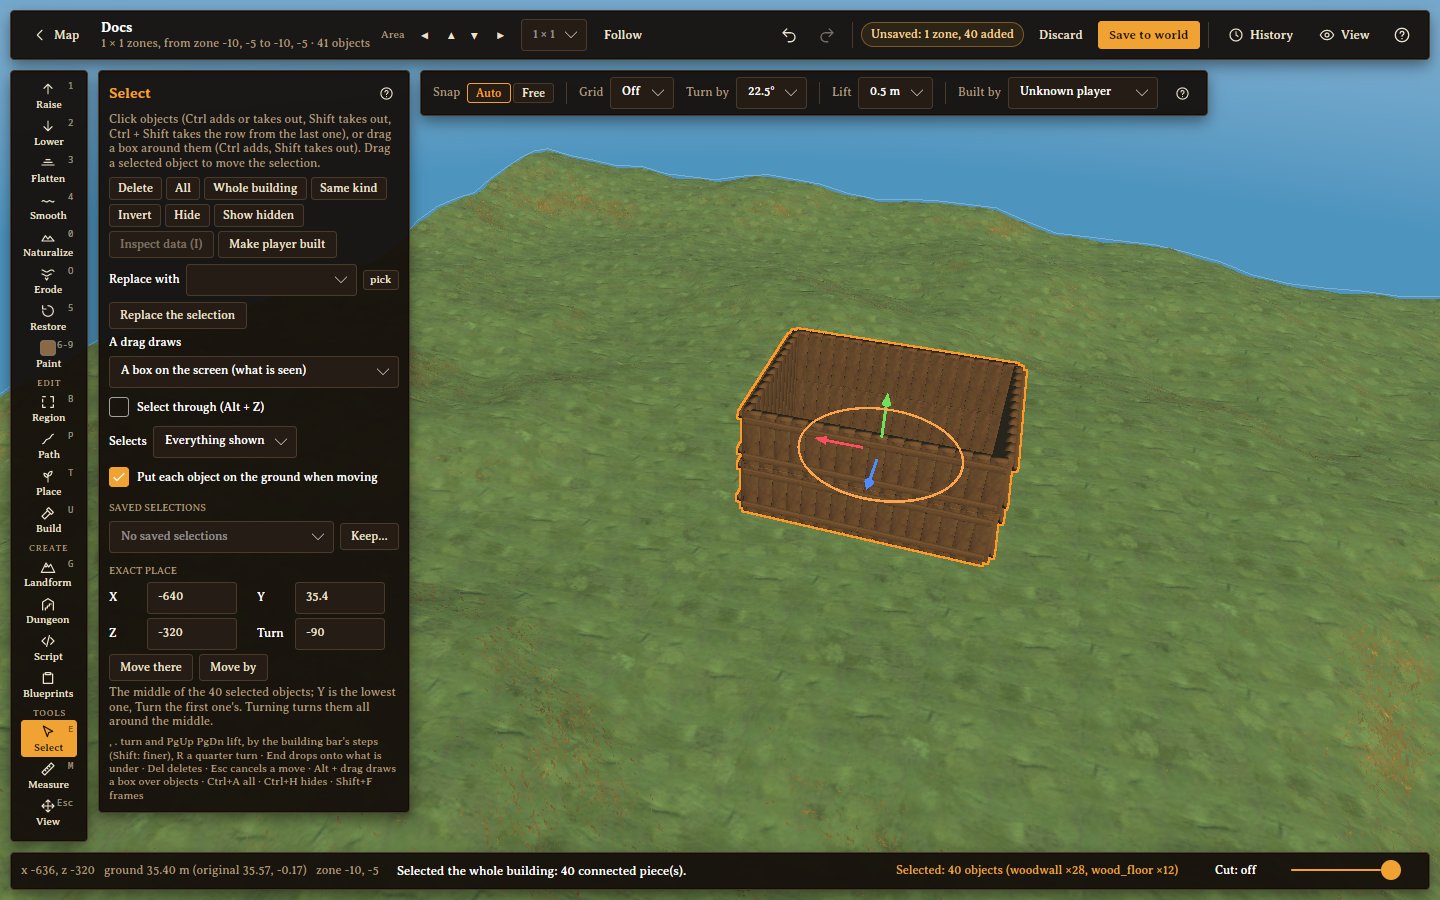 Map
Docs
1 × 1 zones, from zone -10, -5 to -10, -5 · 41 objects
Area
1 × 1
Follow
Unsaved: 1 zone, 40 added
Discard
Save to world
History
View
1
Raise
2
Lower
3
Flatten
4
Smooth
0
Naturalize
O
Erode
5
Restore
6-9
Paint
EDIT
B
Region
P
Path
T
Place
U
Build
CREATE
G
Landform
Dungeon
Script
Blueprints
TOOLS
E
Select
M
Measure
Esc
View
Select
Click objects (Ctrl adds or takes out, Shift takes out,
Ctrl + Shift takes the row from the last one), or drag
a box around them (Ctrl adds, Shift takes out). Drag
a selected object to move the selection.
Delete All Whole building Same kind
Invert Hide Show hidden
Inspect data (I) Make player built
Replace with pick
Replace the selection
A drag draws
A box on the screen (what is seen)
Select through (Alt + Z)
Selects Everything shown
Put each object on the ground when moving
SAVED SELECTIONS
No saved selections Keep...
EXACT PLACE
X -640 Y 35.4
Z -320 Turn -90
Move there Move by
The middle of the 40 selected objects; Y is the lowest
one, Turn the first one's. Turning turns them all
around the middle.
, . turn and PgUp PgDn lift, by the building bar's steps
(Shift: finer), R a quarter turn · End drops onto what is
under · Del deletes · Esc cancels a move · Alt + drag draws
a box over objects · Ctrl+A all · Ctrl+H hides · Shift+F
frames
Snap Auto Free Grid Off Turn by 22.5° Lift 0.5 m Built by Unknown player
x -636, z -320 ground 35.40 m (original 35.57, -0.17) zone -10, -5
Selected the whole building: 40 connected piece(s).
Selected: 40 objects (woodwall ×28, wood_floor ×12)
Cut: off